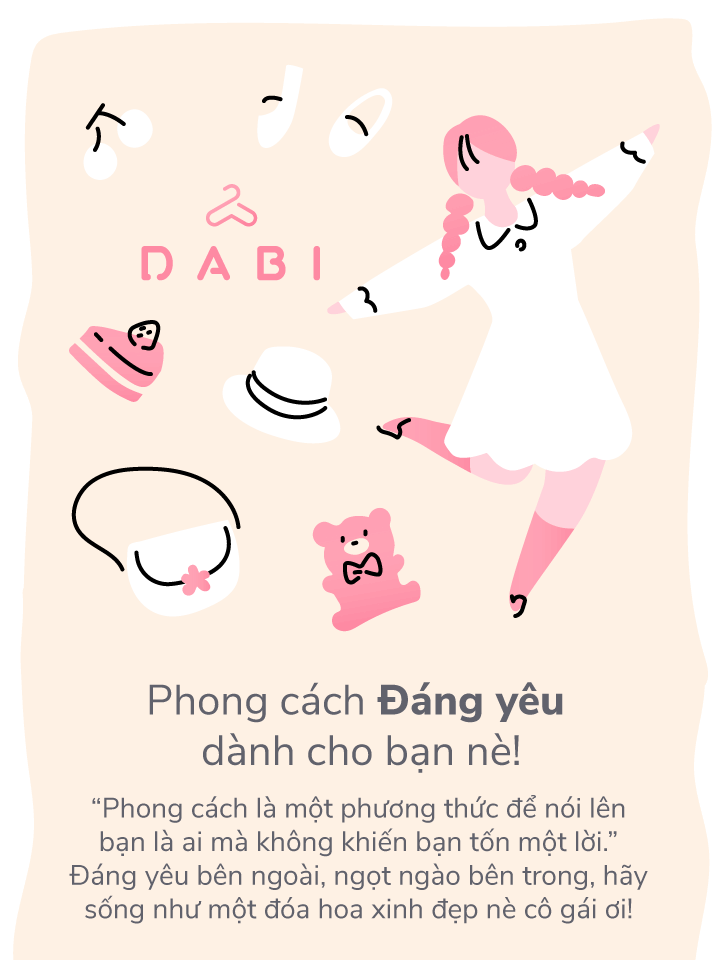 DABI
Phong cách Đáng yêu
dành cho bạn nè!
“Phong cách là một phương thức để nói lên
bạn là ai mà không khiến bạn tốn một lời.”
Đáng yêu bên ngoài, ngọt ngào bên trong, hãy
sống như một đóa hoa xinh đẹp nè cô gái ơi!